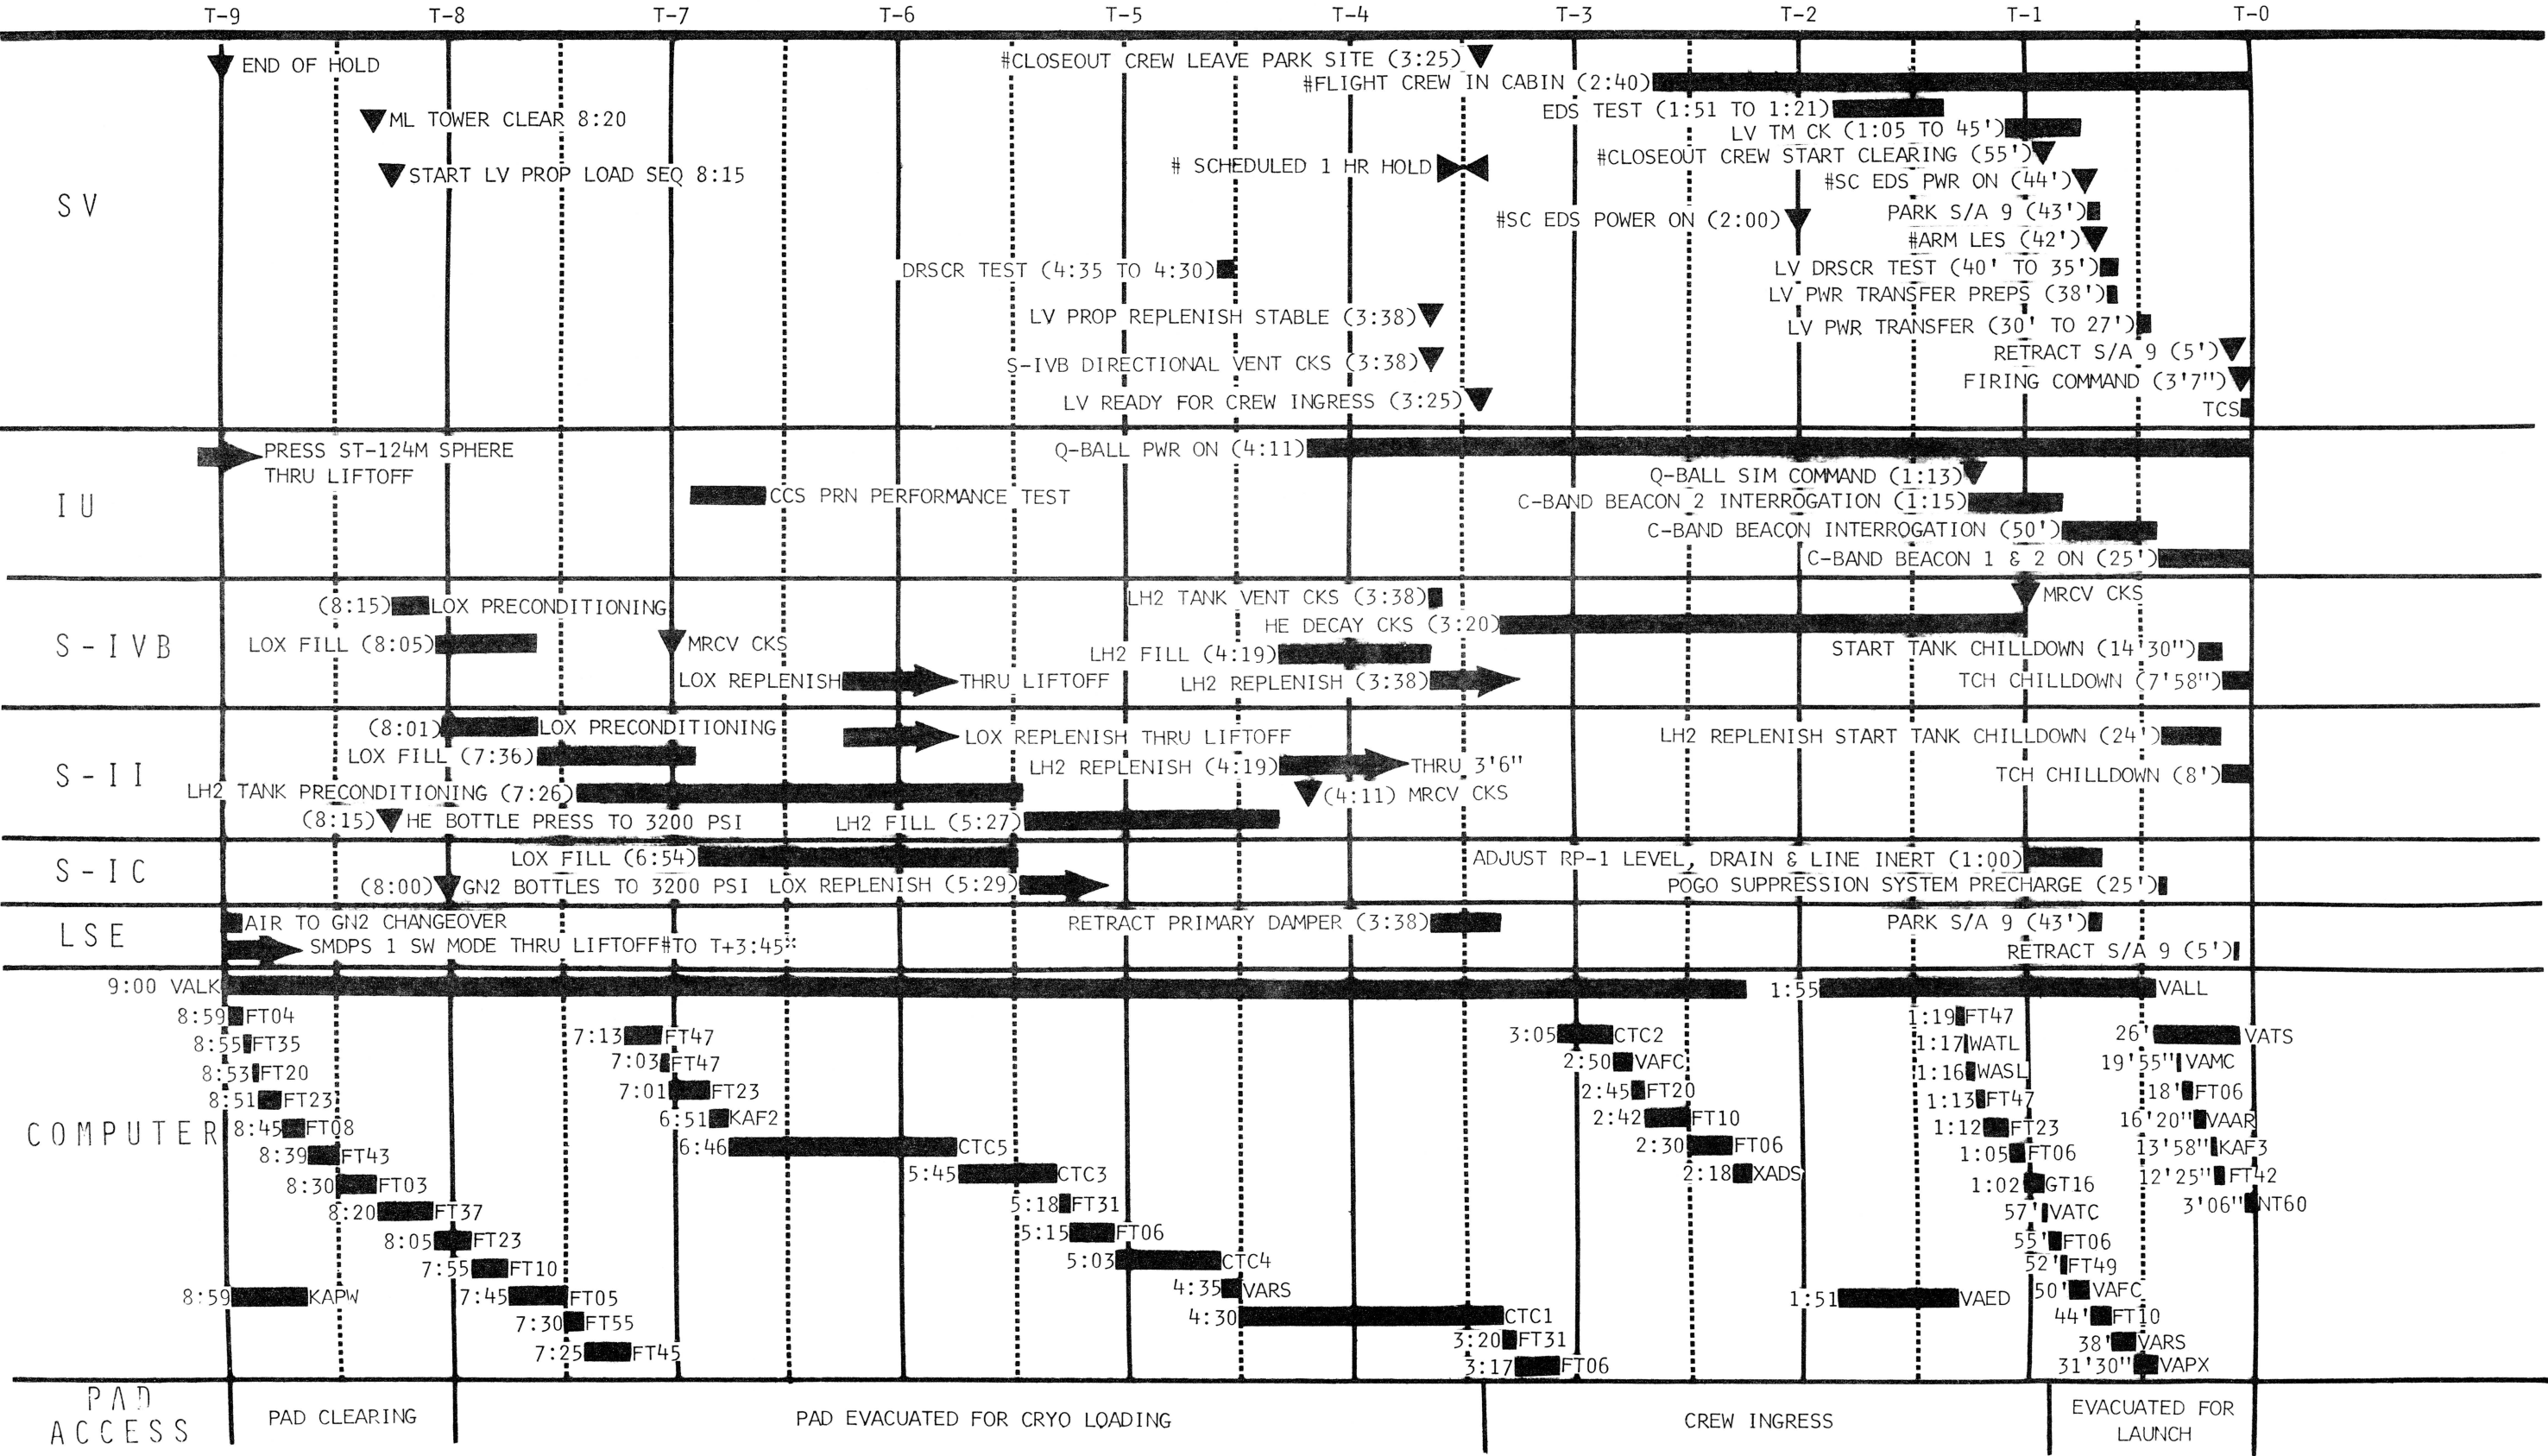 T-9 T-8 T-7 T-6 T-5 T-4 T-3 T-2 T-1 T-0
SV
END OF HOLD
ML TOWER CLEAR 8:20
START LV PROP LOAD SEQ 8:15
#CLOSEOUT CREW LEAVE PARK SITE (3:25)
#FLIGHT CREW IN CABIN (2:40)
EDS TEST (1:51 TO 1:21)
LV TM CK (1:05 TO 45')
#CLOSEOUT CREW START CLEARING (55')
# SCHEDULED 1 HR HOLD
#SC EDS PWR ON (44')
PARK S/A 9 (43')
#SC EDS POWER ON (2:00)
#ARM LES (42')
DRSCR TEST (4:35 TO 4:30)
LV DRSCR TEST (40' TO 35')
LV PWR TRANSFER PREPS (38')
LV PROP REPLENISH STABLE (3:38)
LV PWR TRANSFER (30' TO 27')
RETRACT S/A 9 (5')
S-IVB DIRECTIONAL VENT CKS (3:38)
FIRING COMMAND (3'7")
LV READY FOR CREW INGRESS (3:25)
TCS
IU
PRESS ST-124M SPHERE
THRU LIFTOFF
Q-BALL PWR ON (4:11)
Q-BALL SIM COMMAND (1:13)
CCS PRN PERFORMANCE TEST
C-BAND BEACON 2 INTERROGATION (1:15)
C-BAND BEACON INTERROGATION (50')
C-BAND BEACON 1 & 2 ON (25')
S-IVB
(8:15) LOX PRECONDITIONING
LH2 TANK VENT CKS (3:38)
MRCV CKS
HE DECAY CKS (3:20)
LOX FILL (8:05)
MRCV CKS
LH2 FILL (4:19)
START TANK CHILLDOWN (14'30")
LOX REPLENISH THRU LIFTOFF
LH2 REPLENISH (3:38)
TCH CHILLDOWN (7'58")
S-II
(8:01) LOX PRECONDITIONING
LOX REPLENISH THRU LIFTOFF
LH2 REPLENISH START TANK CHILLDOWN (24')
LOX FILL (7:36)
LH2 REPLENISH (4:19) THRU 3'6"
TCH CHILLDOWN (8')
LH2 TANK PRECONDITIONING (7:26)
(4:11) MRCV CKS
(8:15) HE BOTTLE PRESS TO 3200 PSI
LH2 FILL (5:27)
S-IC
LOX FILL (6:54)
ADJUST RP-1 LEVEL, DRAIN & LINE INERT (1:00)
(8:00) GN2 BOTTLES TO 3200 PSI LOX REPLENISH (5:29)
POGO SUPPRESSION SYSTEM PRECHARGE (25')
LSE
AIR TO GN2 CHANGEOVER
RETRACT PRIMARY DAMPER (3:38)
PARK S/A 9 (43')
SMDPS 1 SW MODE THRU LIFTOFF#TO T+3:45"
RETRACT S/A 9 (5')
COMPUTER
9:00 VALK
1:55 VALL
8:59 FT04
8:55 FT35
8:53 FT20
8:51 FT23
8:45 FT08
8:39 FT43
8:30 FT03
8:20 FT37
8:05 FT23
7:55 FT10
8:59 KAPW
7:45 FT05
7:30 FT55
7:25 FT45
7:13 FT47
7:03 FT47
7:01 FT23
6:51 KAF2
6:46 CTC5
5:45 CTC3
5:18 FT31
5:15 FT06
5:03 CTC4
4:35 VARS
4:30 CTC1
3:20 FT31
3:17 FT06
3:05 CTC2
2:50 VAFC
2:45 FT20
2:42 FT10
2:30 FT06
2:18 XADS
1:51 VAED
1:19 FT47
1:17 WATL
1:16 WASL
1:13 FT47
1:12 FT23
1:05 FT06
1:02 GT16
57' VATC
55' FT06
52' FT49
50' VAFC
44' FT10
38' VARS
31'30" VAPX
26' VATS
19'55" VAMC
18' FT06
16'20" VAAR
13'58" KAF3
12'25" FT42
3'06" NT60
PAD
ACCESS
PAD CLEARING
PAD EVACUATED FOR CRYO LOADING
CREW INGRESS
EVACUATED FOR
LAUNCH